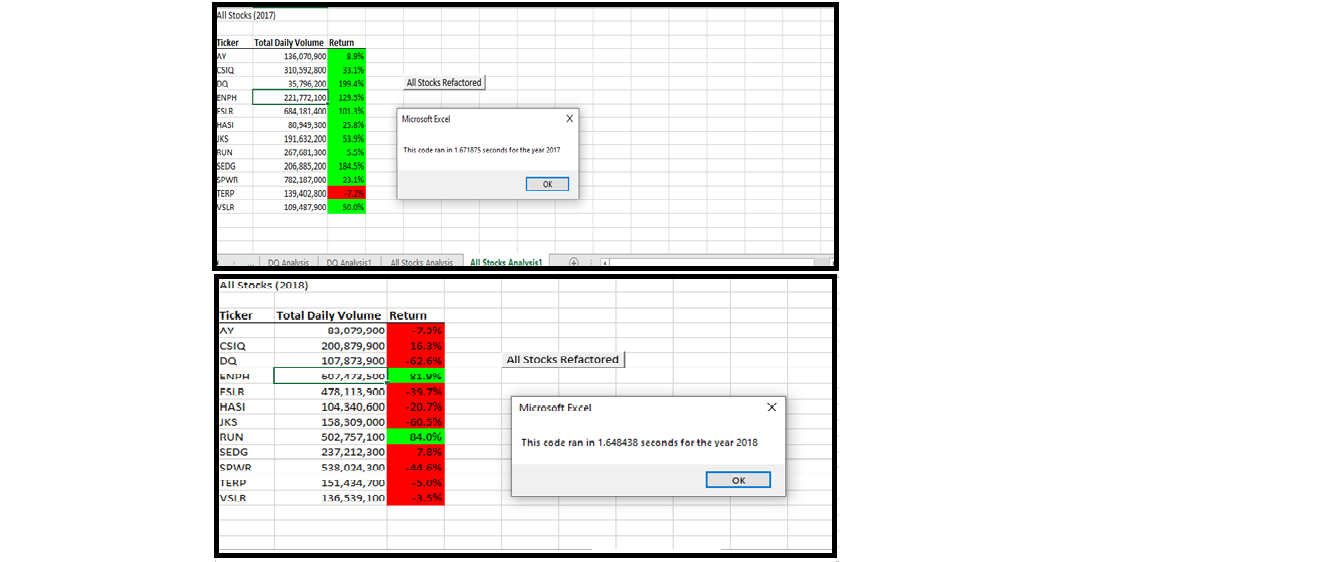 All Stocks (2017)
Ticker Total Daily Volume Return
AY 136,070,900 8.9%
CSIQ 310,592,800 33.1%
DQ 35,796,200 199.4%
ENPH 221,772,100 129.5%
FSLR 684,181,400 101.3%
HASI 80,949,300 25.8%
JKS 191,632,200 53.9%
RUN 267,681,300 5.5%
SEDG 206,885,200 184.5%
SPWR 782,187,000 23.1%
TERP 139,402,800 -7.2%
VSLR 109,487,900 50.0%
All Stocks Refactored
Microsoft Excel
This code ran in 1.671875 seconds for the year 2017
OK
... DQ Analysis DQ Analysis1 All Stocks Analysis All Stocks Analysis1
All Stocks (2018)
Ticker Total Daily Volume Return
AY 83,079,900 -7.3%
CSIQ 200,879,900 -16.3%
DQ 107,873,900 -62.6%
ENPH 607,473,500 81.9%
FSLR 478,113,900 -39.7%
HASI 104,340,600 -20.7%
JKS 158,309,000 -60.5%
RUN 502,757,100 84.0%
SEDG 237,212,300 -7.8%
SPWR 538,024,300 -44.6%
TERP 151,434,700 -5.0%
VSLR 136,539,100 -3.5%
All Stocks Refactored
Microsoft Excel
This code ran in 1.648438 seconds for the year 2018
OK